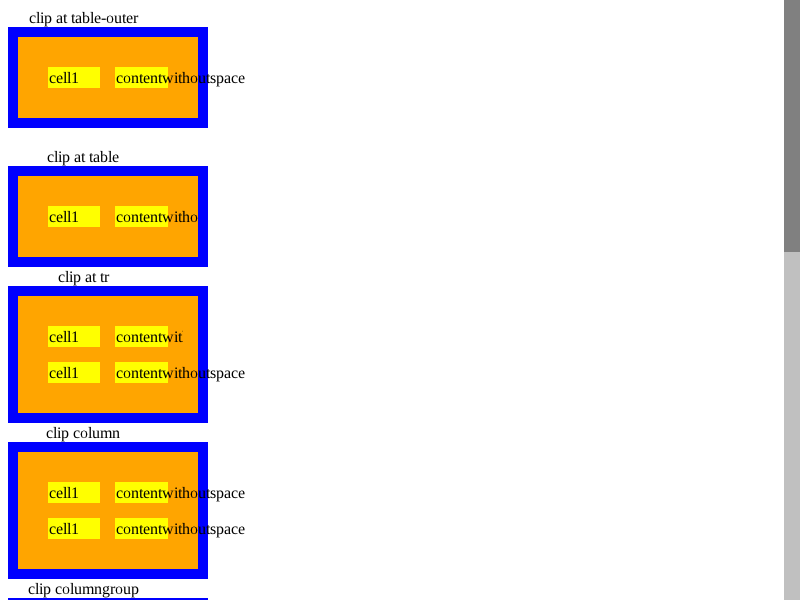 clip at table-outer
cell1 contentwithoutspace
clip at table
cell1 contentwitho
clip at tr
cell1 contentwit
cell1 contentwithoutspace
clip column
cell1 contentwithoutspace
cell1 contentwithoutspace
clip columngroup